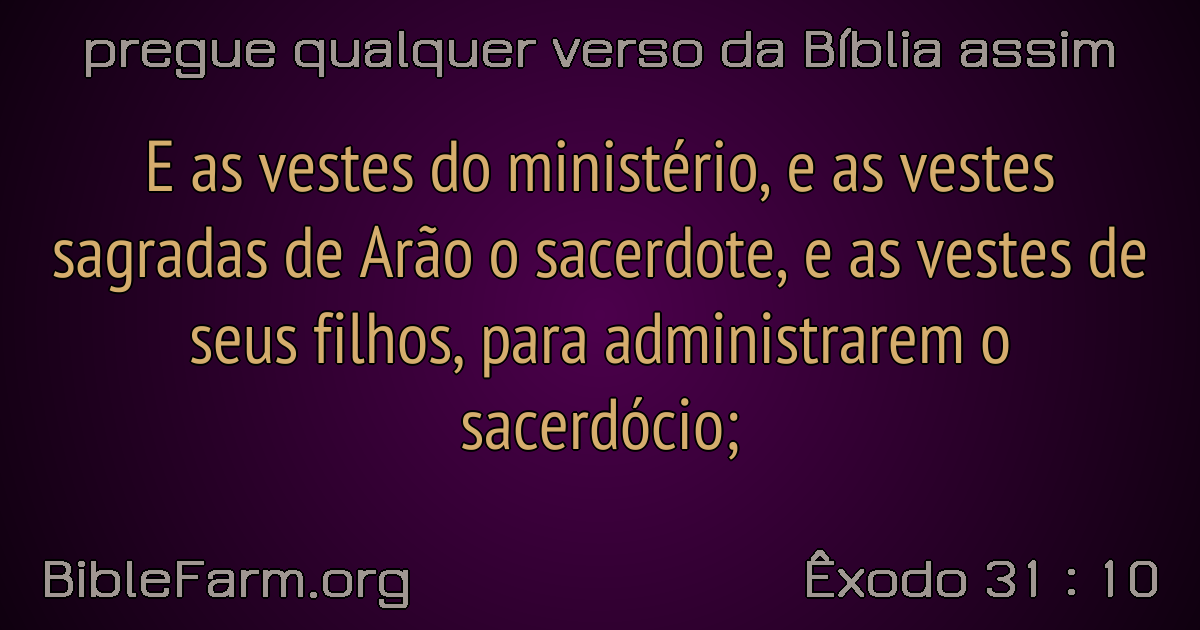 pregue qualquer verso da Bíblia assim
E as vestes do ministério, e as vestes
sagradas de Arão o sacerdote, e as vestes de
seus filhos, para administrarem o
sacerdócio;
BibleFarm.org
Êxodo 31 : 10